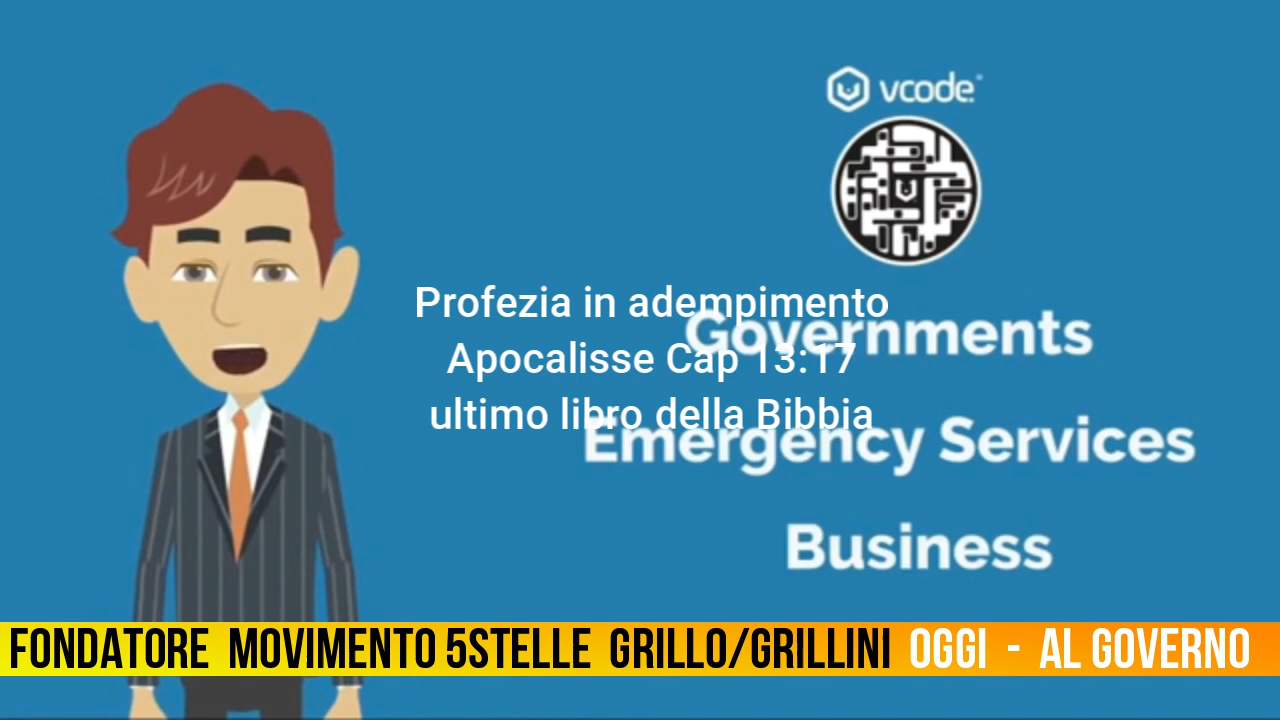 vcode
Profezia in adempimento
Governments
Apocalisse Cap 13:17
ultimo libro della Bibbia
Emergency Services
Business
FONDATORE MOVIMENTO 5STELLE GRILLO/GRILLINI OGGI - AL GOVERNO